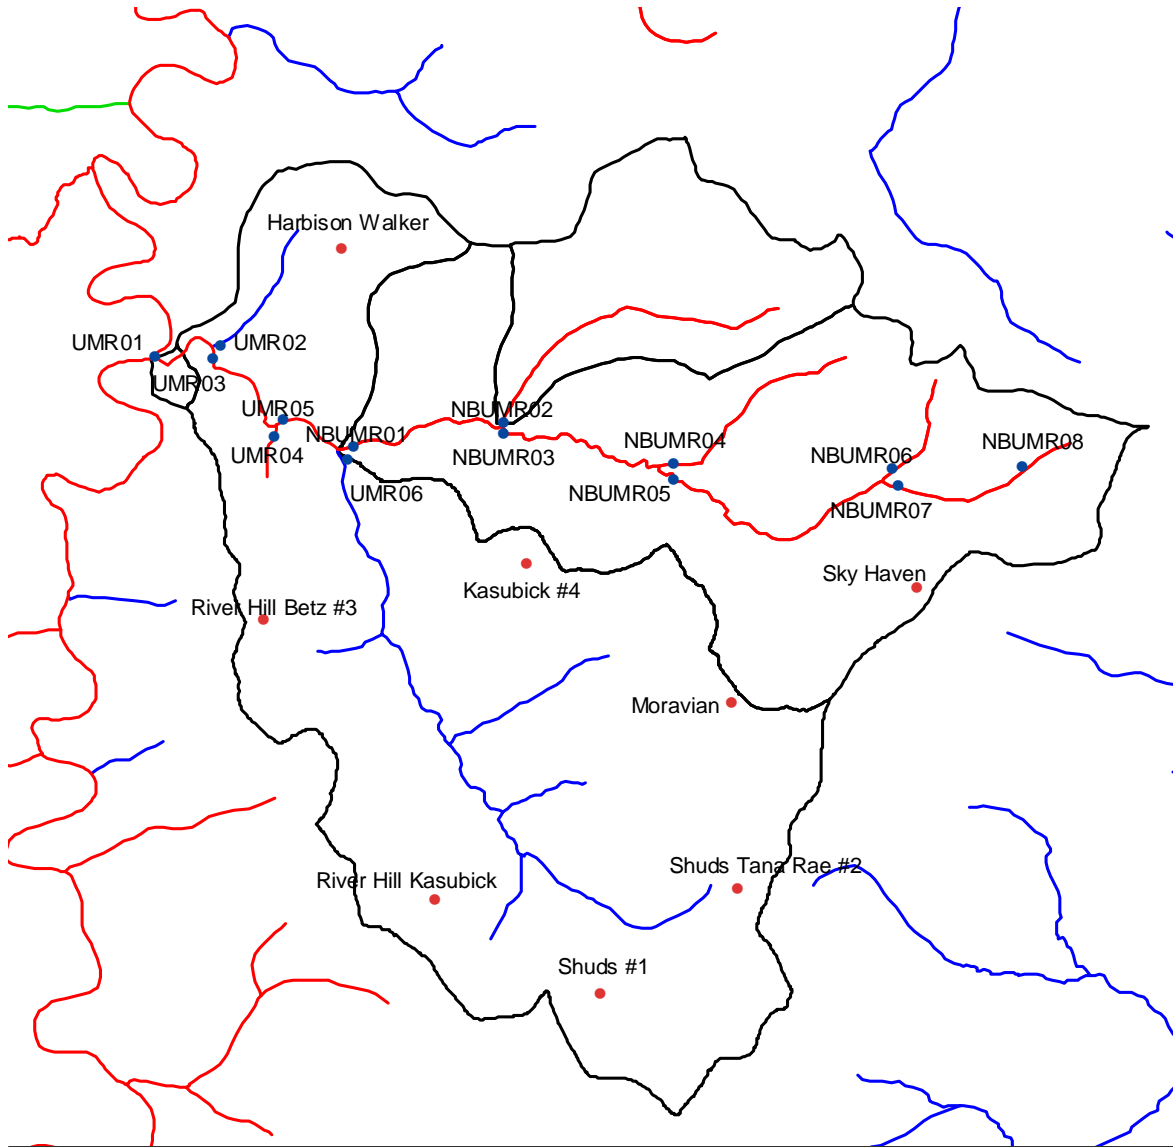 Harbison Walker
UMR01
UMR02
UMR03
UMR05
NBUMR02
NBUMR01
UMR04
NBUMR03
NBUMR04
NBUMR08
NBUMR06
UMR06
NBUMR05
NBUMR07
Sky Haven
Kasubick #4
River Hill Betz #3
Moravian
Shuds Tana Rae #2
River Hill Kasubick
Shuds #1